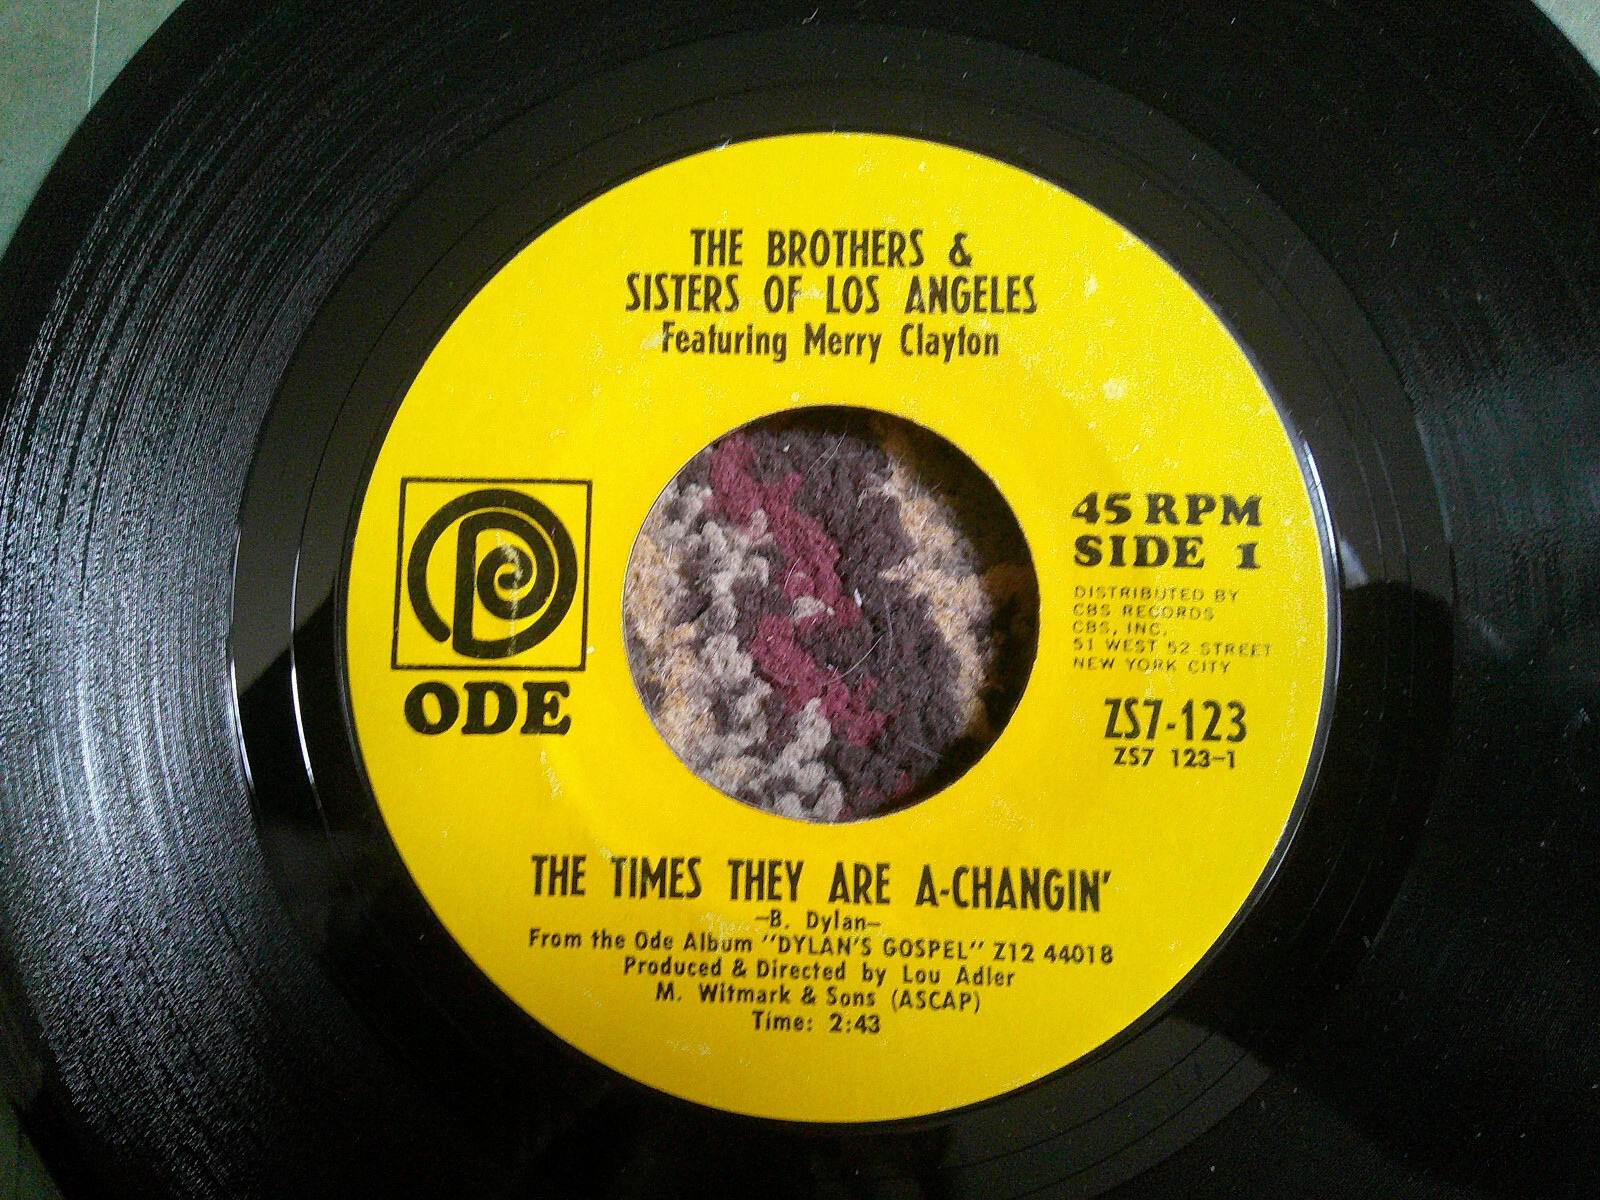 THE BROTHERS &
SISTERS OF LOS ANGELES
Featuring Merry Clayton
ODE
45 RPM
SIDE 1
DISTRIBUTED BY
CBS RECORDS
CBS, INC.
51 WEST 52 STREET
NEW YORK CITY
ZS7-123
ZS7 123-1
THE TIMES THEY ARE A-CHANGIN'
-B. Dylan-
From the Ode Album "DYLAN'S GOSPEL" Z12 44018
Produced & Directed by Lou Adler
M. Witmark & Sons (ASCAP)
Time: 2:43